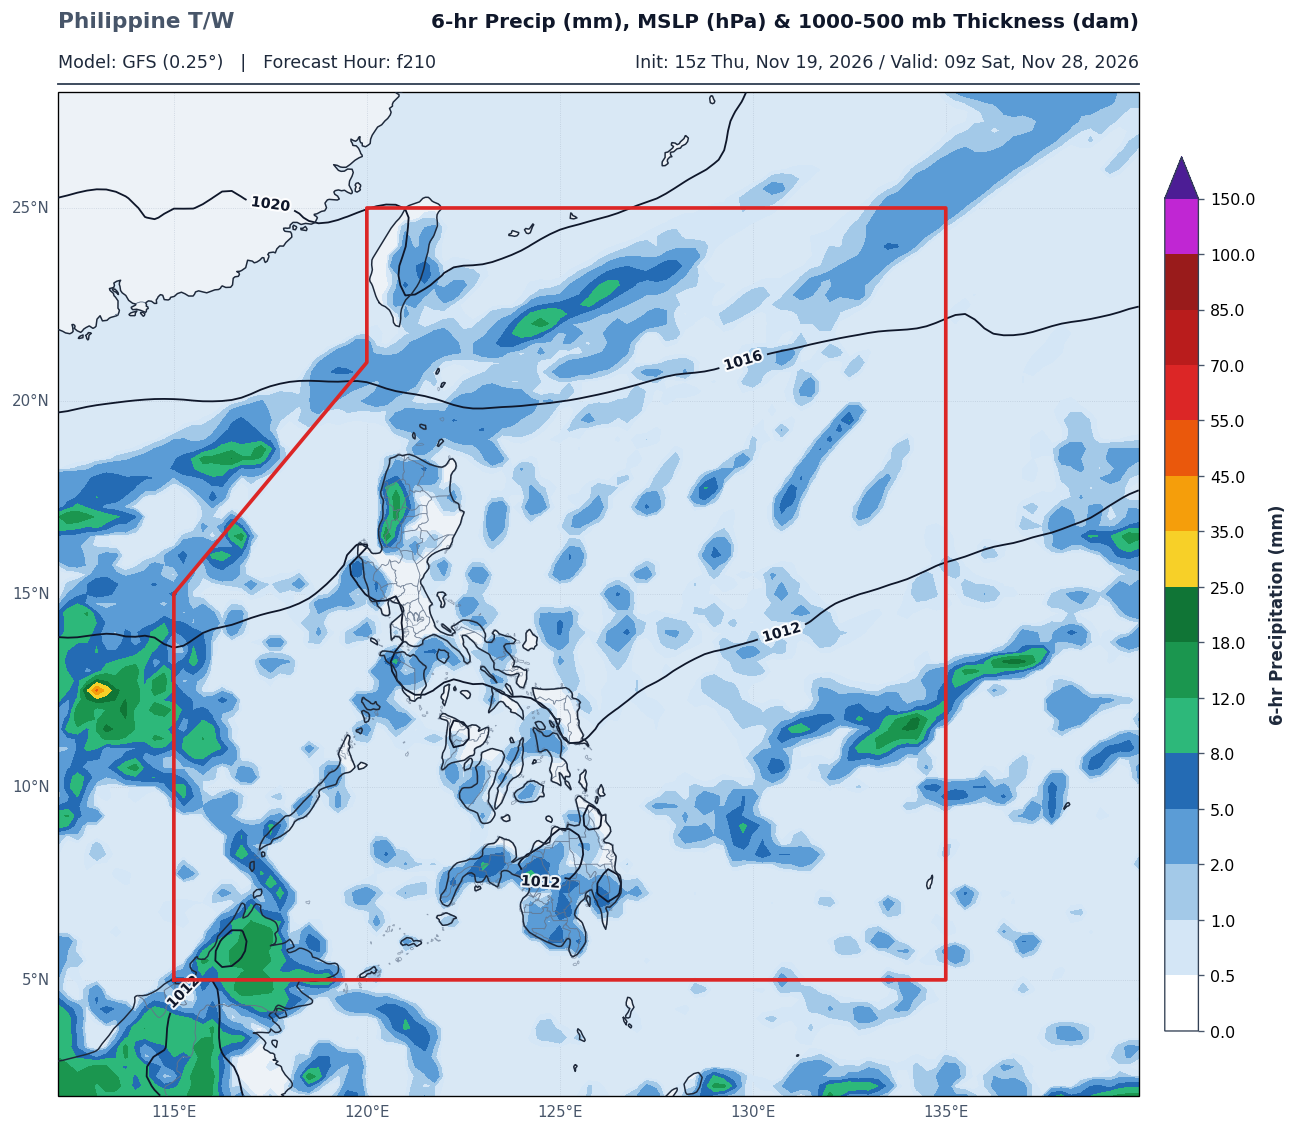 Philippine T/W
6-hr Precip (mm), MSLP (hPa) & 1000-500 mb Thickness (dam)
Model: GFS (0.25°) | Forecast Hour: f210
Init: 15z Thu, Nov 19, 2026 / Valid: 09z Sat, Nov 28, 2026
25°N
20°N
15°N
10°N
5°N
1020
1016
1012
1012
1012
115°E
120°E
125°E
130°E
135°E
150.0
100.0
85.0
70.0
55.0
45.0
35.0
25.0
18.0
12.0
8.0
5.0
2.0
1.0
0.5
0.0
6-hr Precipitation (mm)